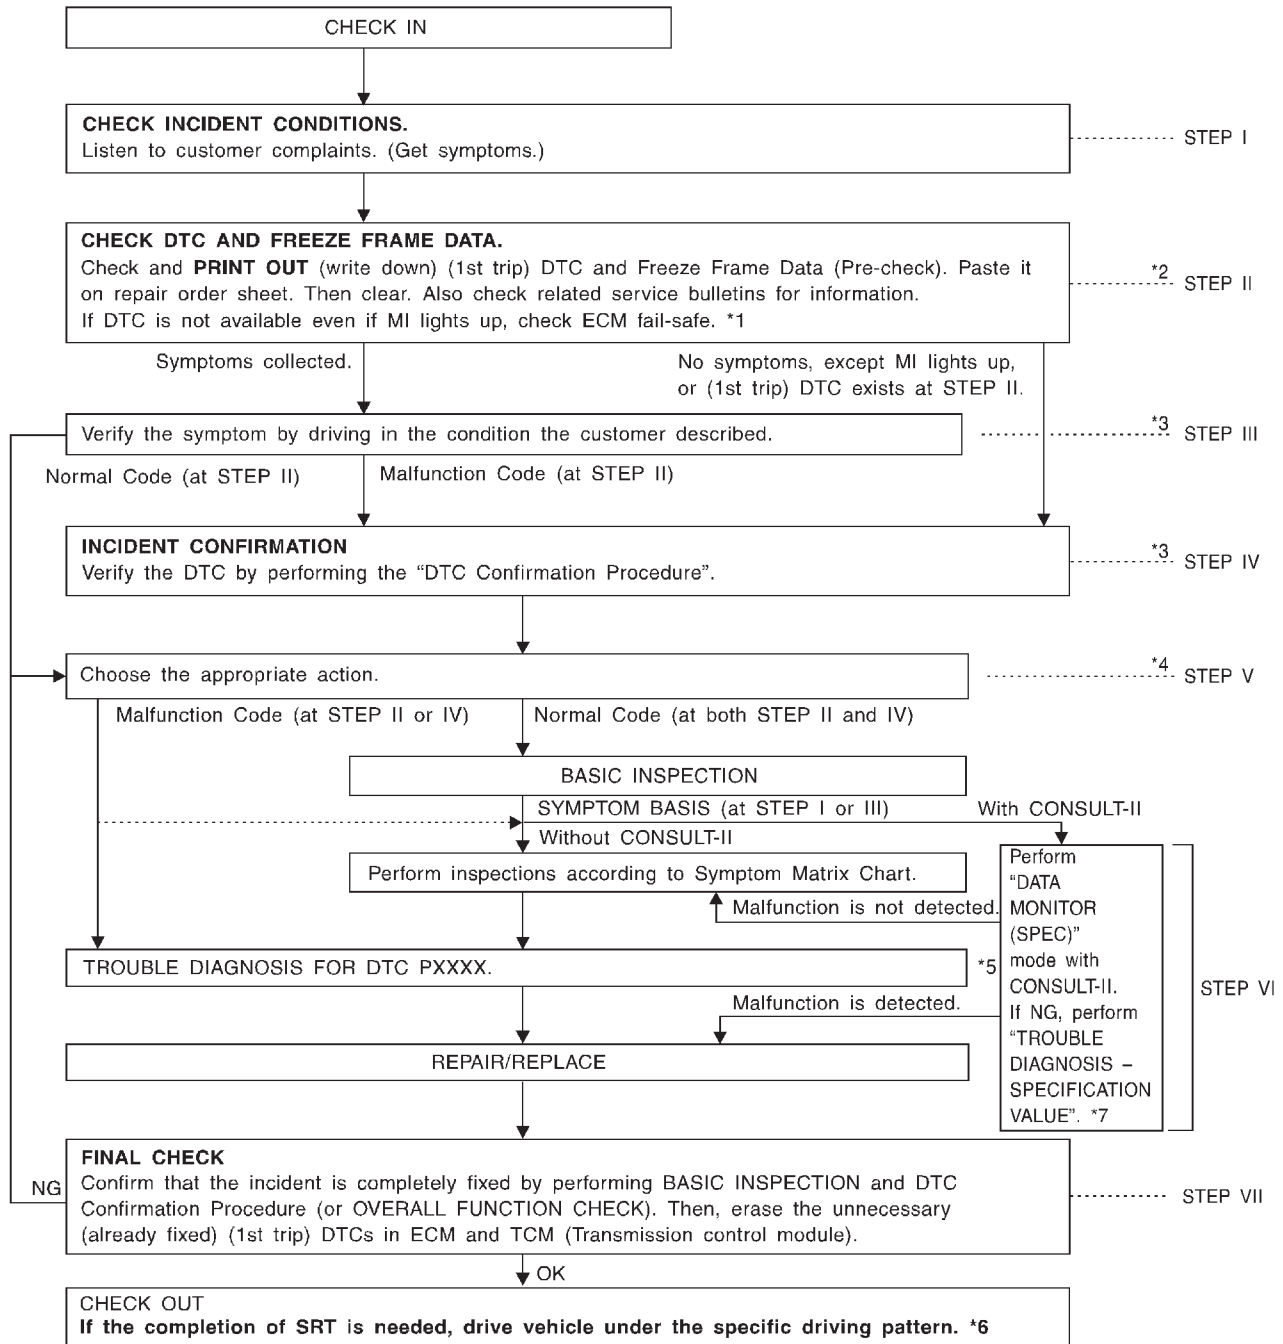 CHECK IN
CHECK INCIDENT CONDITIONS.
Listen to customer complaints. (Get symptoms.)
STEP I
CHECK DTC AND FREEZE FRAME DATA.
Check and PRINT OUT (write down) (1st trip) DTC and Freeze Frame Data (Pre-check). Paste it
on repair order sheet. Then clear. Also check related service bulletins for information.
If DTC is not available even if MI lights up, check ECM fail-safe. *1
*2
STEP II
Symptoms collected.
No symptoms, except MI lights up,
or (1st trip) DTC exists at STEP II.
Verify the symptom by driving in the condition the customer described.
*3
STEP III
Normal Code (at STEP II)
Malfunction Code (at STEP II)
INCIDENT CONFIRMATION
Verify the DTC by performing the “DTC Confirmation Procedure”.
*3
STEP IV
Choose the appropriate action.
*4
STEP V
Malfunction Code (at STEP II or IV)
Normal Code (at both STEP II and IV)
BASIC INSPECTION
SYMPTOM BASIS (at STEP I or III)
With CONSULT-II
Without CONSULT-II
Perform inspections according to Symptom Matrix Chart.
Malfunction is not detected.
Perform
“DATA
MONITOR
(SPEC)”
mode with
CONSULT-II.
If NG, perform
“TROUBLE
DIAGNOSIS –
SPECIFICATION
VALUE”. *7
STEP VI
TROUBLE DIAGNOSIS FOR DTC PXXXX.
*5
Malfunction is detected.
REPAIR/REPLACE
FINAL CHECK
Confirm that the incident is completely fixed by performing BASIC INSPECTION and DTC
Confirmation Procedure (or OVERALL FUNCTION CHECK). Then, erase the unnecessary
(already fixed) (1st trip) DTCs in ECM and TCM (Transmission control module).
NG
STEP VII
OK
CHECK OUT
If the completion of SRT is needed, drive vehicle under the specific driving pattern. *6